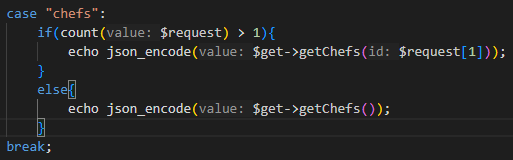 case "chefs":
    if(count(value: $request) > 1){
        echo json_encode(value: $get->getChefs(id: $request[1]));
    }
    else{
        echo json_encode(value: $get->getChefs());
    }
break;